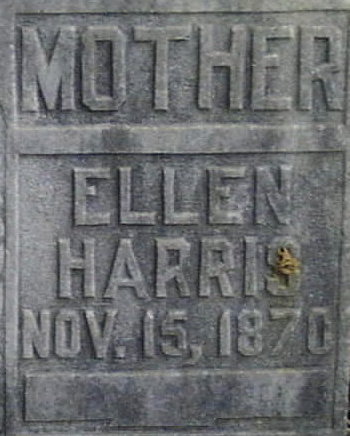 MOTHER
ELLEN
HARRIS
NOV. 15, 1870